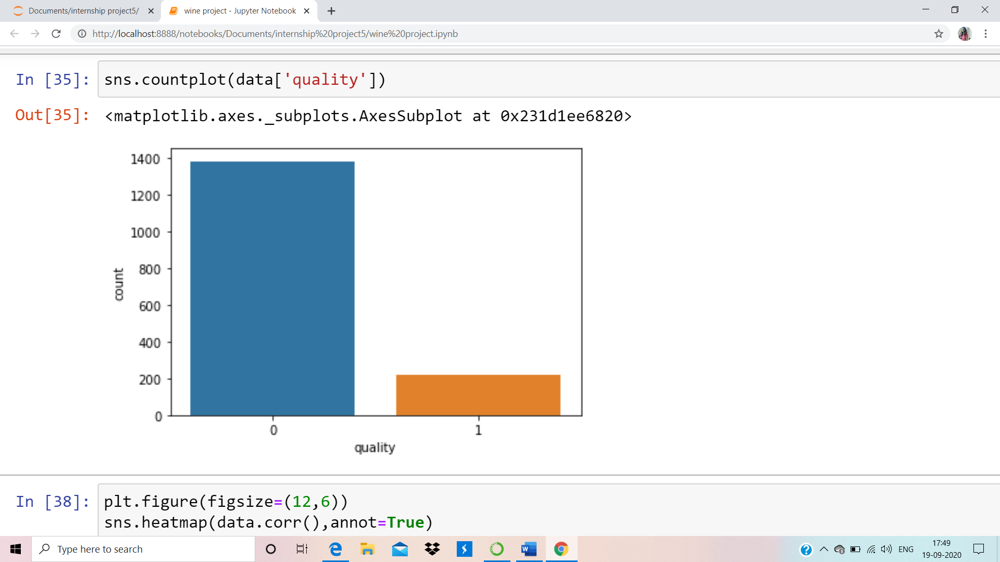 Documents/internship project5/
wine project - Jupyter Notebook
http://localhost:8888/notebooks/Documents/internship%20project5/wine%20project.ipynb
In [35]: sns.countplot(data['quality'])
Out[35]: <matplotlib.axes._subplots.AxesSubplot at 0x231d1ee6820>
1400
1200
1000
800
600
400
200
0
count
0 1
quality
In [38]: plt.figure(figsize=(12,6))
sns.heatmap(data.corr(),annot=True)
Type here to search
W
ENG
17:49
19-09-2020